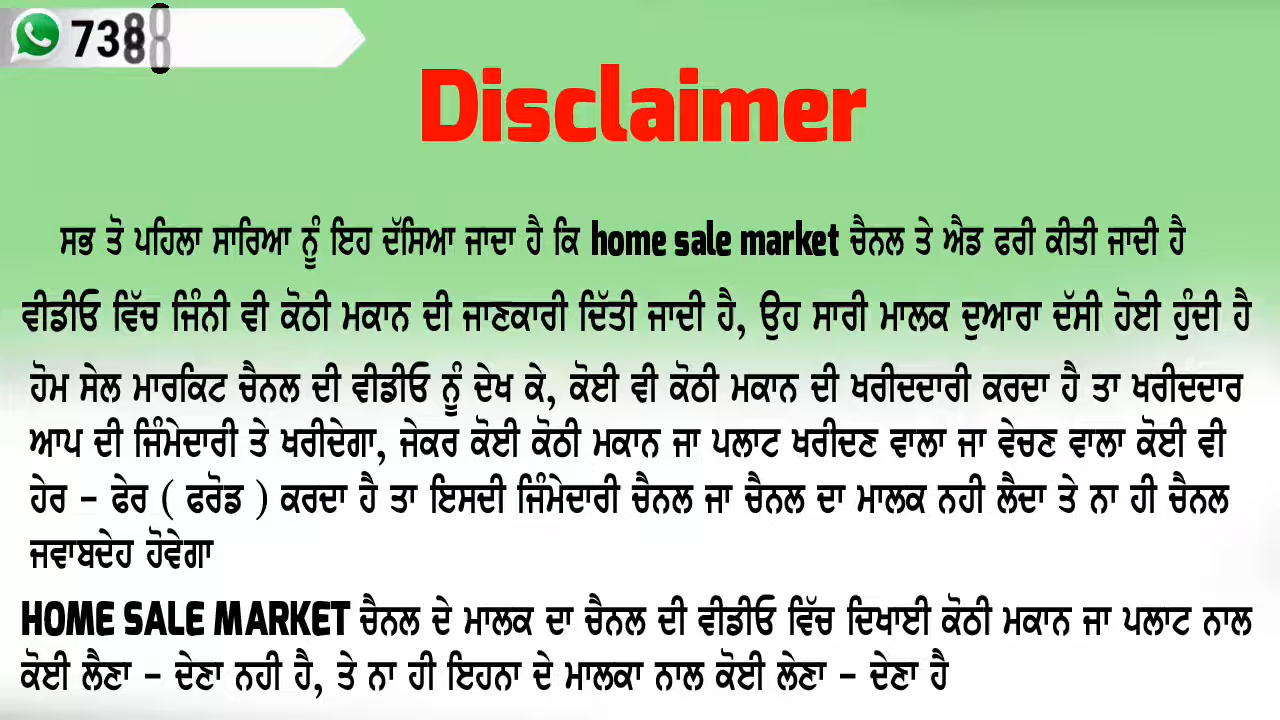 738
Disclaimer
ਸਭ ਤੋ ਪਹਿਲਾ ਸਾਰਿਆ ਨੂੰ ਇਹ ਦੱਸਿਆ ਜਾਦਾ ਹੈ ਕਿ home sale market ਚੈਨਲ ਤੇ ਐਡ ਫਰੀ ਕੀਤੀ ਜਾਦੀ ਹੈ
ਵੀਡੀਓ ਵਿੱਚ ਜਿੰਨੀ ਵੀ ਕੋਠੀ ਮਕਾਨ ਦੀ ਜਾਣਕਾਰੀ ਦਿੱਤੀ ਜਾਦੀ ਹੈ, ਉਹ ਸਾਰੀ ਮਾਲਕ ਦੁਆਰਾ ਦੱਸੀ ਹੋਈ ਹੁੰਦੀ ਹੈ
ਹੋਮ ਸੇਲ ਮਾਰਕਿਟ ਚੈਨਲ ਦੀ ਵੀਡੀਓ ਨੂੰ ਦੇਖ ਕੇ, ਕੋਈ ਵੀ ਕੋਠੀ ਮਕਾਨ ਦੀ ਖਰੀਦਦਾਰੀ ਕਰਦਾ ਹੈ ਤਾ ਖਰੀਦਦਾਰ
ਆਪ ਦੀ ਜਿੰਮੇਦਾਰੀ ਤੇ ਖਰੀਦੇਗਾ, ਜੇਕਰ ਕੋਈ ਕੋਠੀ ਮਕਾਨ ਜਾ ਪਲਾਟ ਖਰੀਦਣ ਵਾਲਾ ਜਾ ਵੇਚਣ ਵਾਲਾ ਕੋਈ ਵੀ
ਹੇਰ - ਫੇਰ ( ਫਰੋਡ ) ਕਰਦਾ ਹੈ ਤਾ ਇਸਦੀ ਜਿੰਮੇਦਾਰੀ ਚੈਨਲ ਜਾ ਚੈਨਲ ਦਾ ਮਾਲਕ ਨਹੀ ਲੈਦਾ ਤੇ ਨਾ ਹੀ ਚੈਨਲ
ਜਵਾਬਦੇਹ ਹੋਵੇਗਾ
HOME SALE MARKET ਚੈਨਲ ਦੇ ਮਾਲਕ ਦਾ ਚੈਨਲ ਦੀ ਵੀਡੀਓ ਵਿੱਚ ਦਿਖਾਈ ਕੋਠੀ ਮਕਾਨ ਜਾ ਪਲਾਟ ਨਾਲ
ਕੋਈ ਲੈਣਾ - ਦੇਣਾ ਨਹੀ ਹੈ, ਤੇ ਨਾ ਹੀ ਇਹਨਾ ਦੇ ਮਾਲਕਾ ਨਾਲ ਕੋਈ ਲੇਣਾ - ਦੇਣਾ ਹੈ